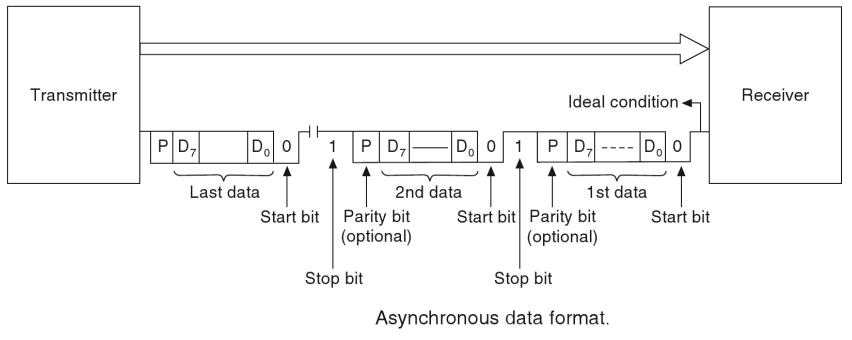 Transmitter
Receiver
Ideal condition
P D7 D0 0 1 P D7 D0 0 1 P D7 D0 0
Last data
2nd data
1st data
Start bit
Parity bit
(optional)
Start bit
Parity bit
(optional)
Start bit
Stop bit
Stop bit
Asynchronous data format.